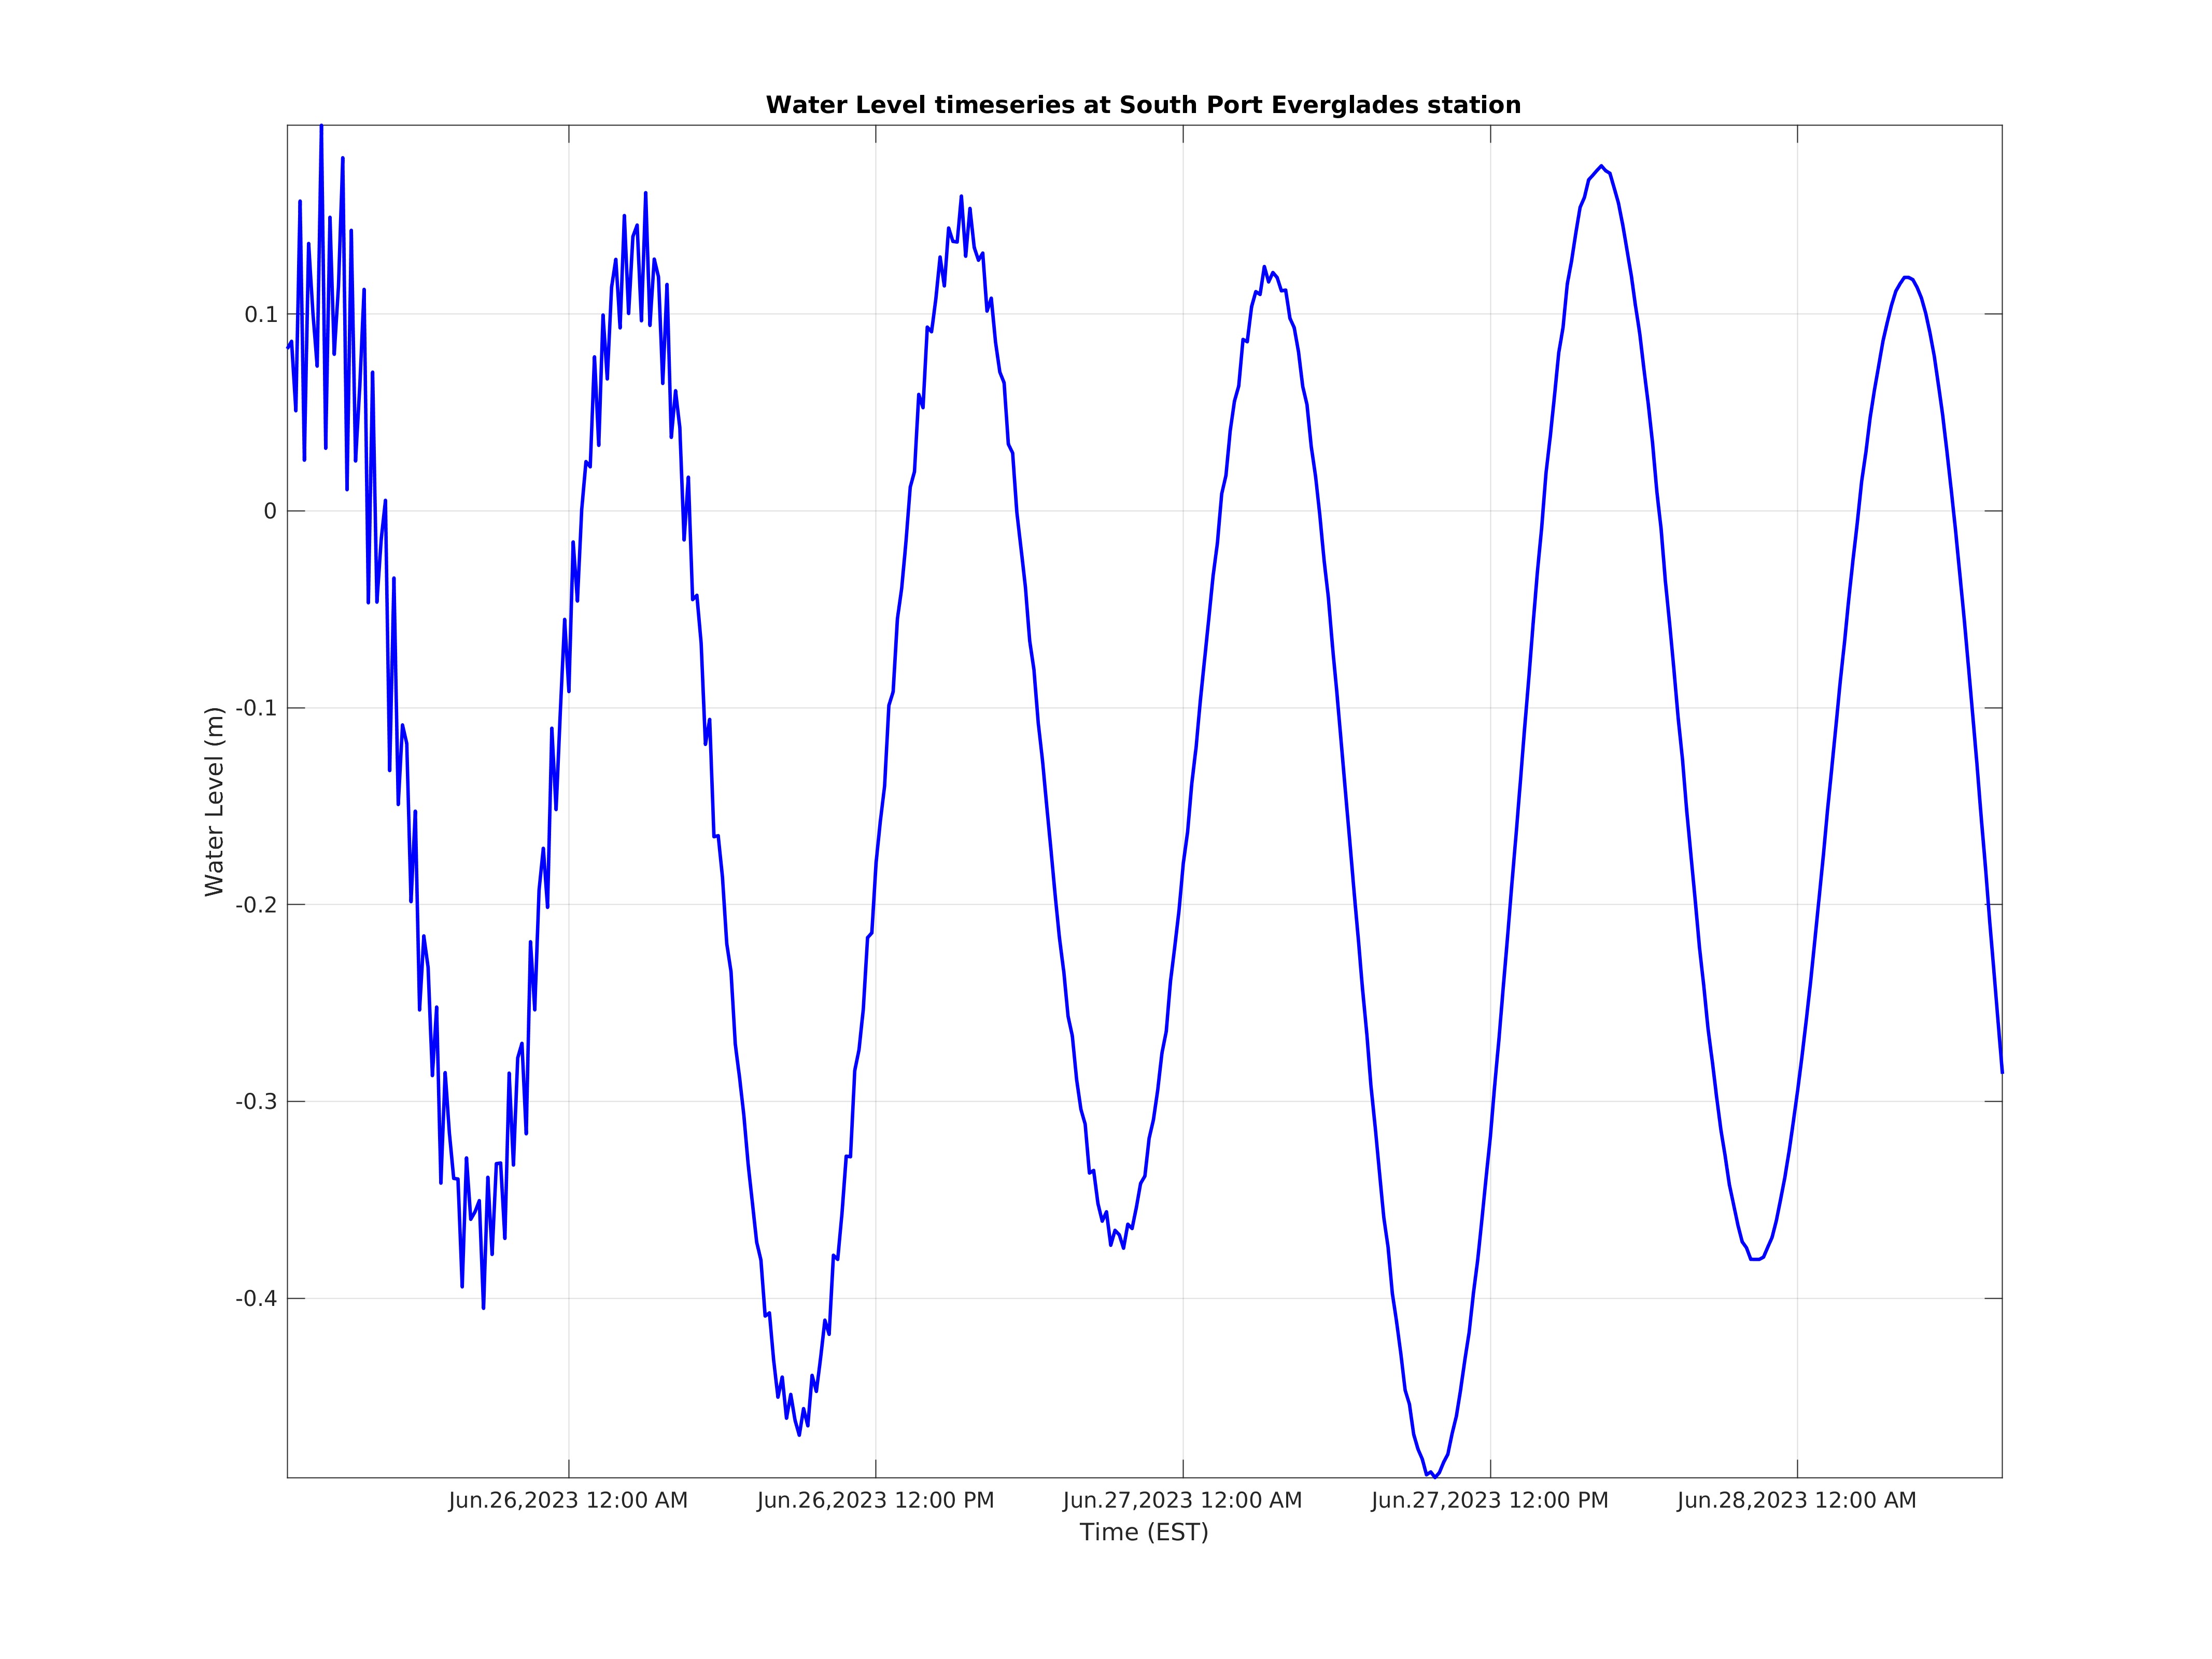 Water Level timeseries at South Port Everglades station
Water Level (m)
0.1
0
-0.1
-0.2
-0.3
-0.4
Jun.26,2023 12:00 AM
Jun.26,2023 12:00 PM
Jun.27,2023 12:00 AM
Jun.27,2023 12:00 PM
Jun.28,2023 12:00 AM
Time (EST)